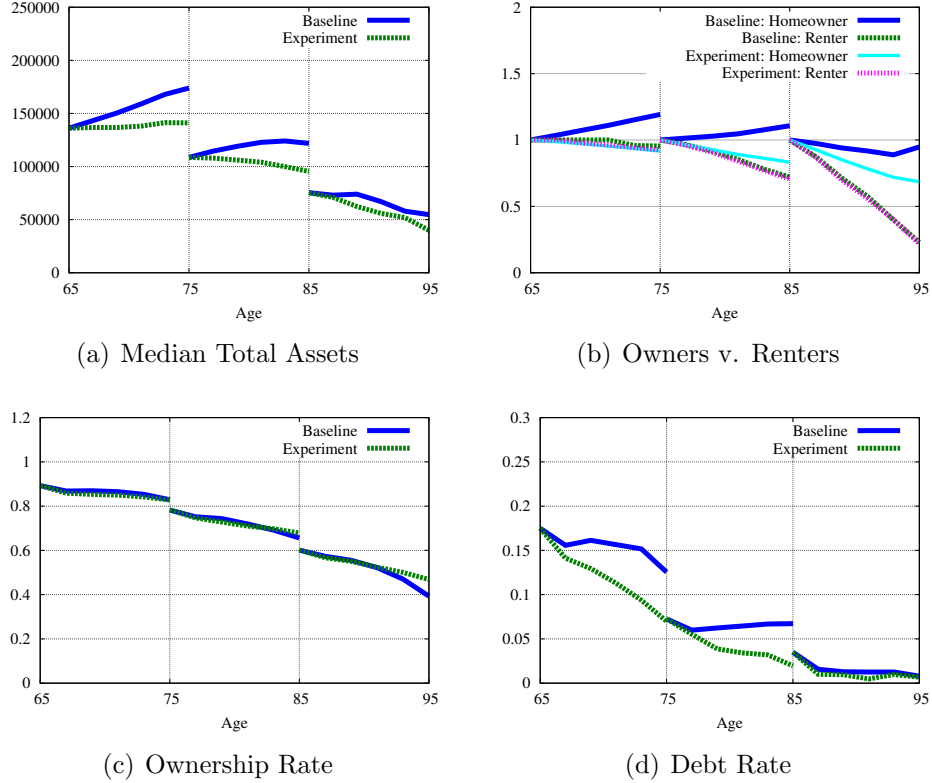 250000
200000
150000
100000
50000
0
65 75 85 95
Age
Baseline
Experiment
(a) Median Total Assets
2
1.5
1
0.5
0
65 75 85 95
Age
Baseline: Homeowner
Baseline: Renter
Experiment: Homeowner
Experiment: Renter
(b) Owners v. Renters
1.2
1
0.8
0.6
0.4
0.2
0
65 75 85 95
Age
Baseline
Experiment
(c) Ownership Rate
0.3
0.25
0.2
0.15
0.1
0.05
0
65 75 85 95
Age
Baseline
Experiment
(d) Debt Rate